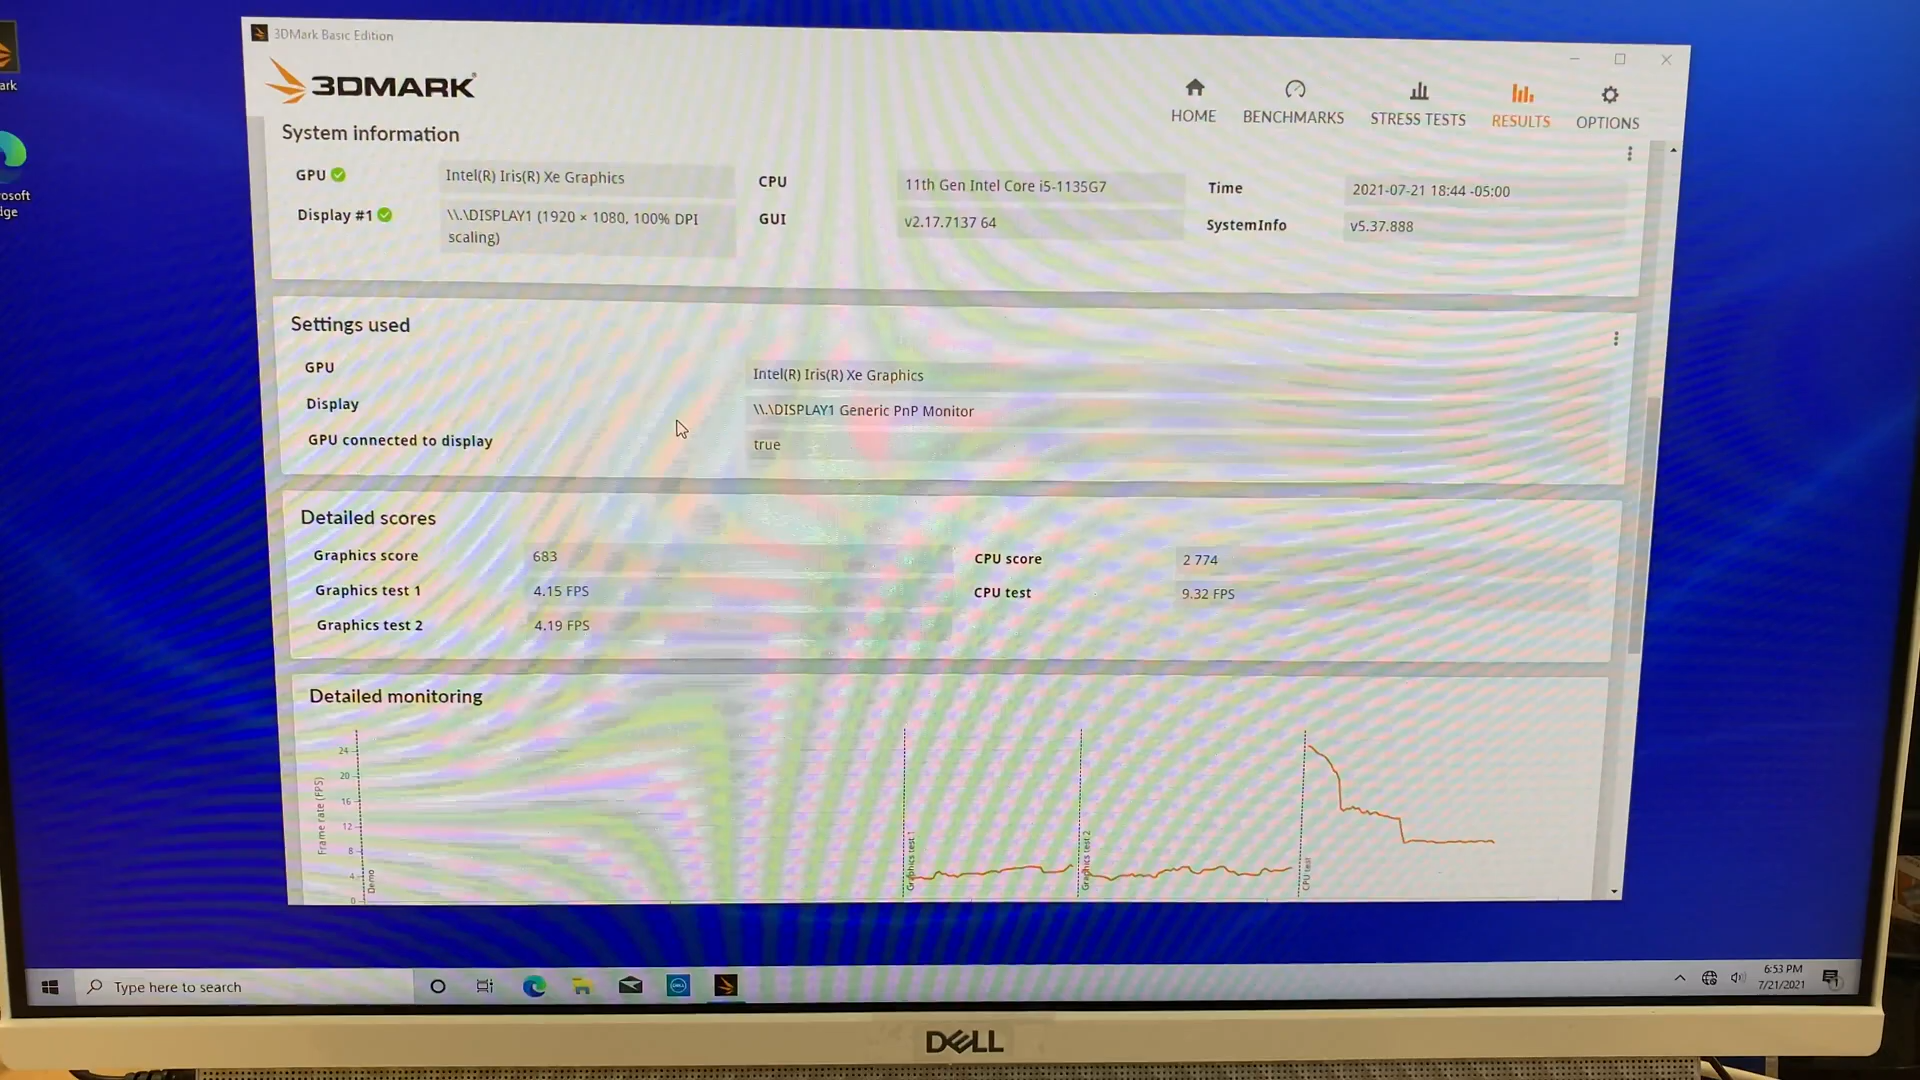 3DMark Basic Edition
3DMARK
HOME
BENCHMARKS
STRESS TESTS
RESULTS
OPTIONS
ark
osoft
dge
System information
GPU
Intel(R) Iris(R) Xe Graphics
CPU
11th Gen Intel Core i5-1135G7
Time
2021-07-21 18:44 -05:00
Display #1
\\.\DISPLAY1 (1920 × 1080, 100% DPI
scaling)
GUI
v2.17.7137 64
SystemInfo
v5.37.888
Settings used
GPU
Intel(R) Iris(R) Xe Graphics
Display
\\.\DISPLAY1 Generic PnP Monitor
GPU connected to display
true
Detailed scores
Graphics score
683
CPU score
2 774
Graphics test 1
4.15 FPS
CPU test
9.32 FPS
Graphics test 2
4.19 FPS
Detailed monitoring
Frame rate (FPS)
24
20
16
12
8
4
0
Demo
Graphics test 1
Graphics test 2
CPU test
Type here to search
DELL
6:53 PM
7/21/2021
1
DELL